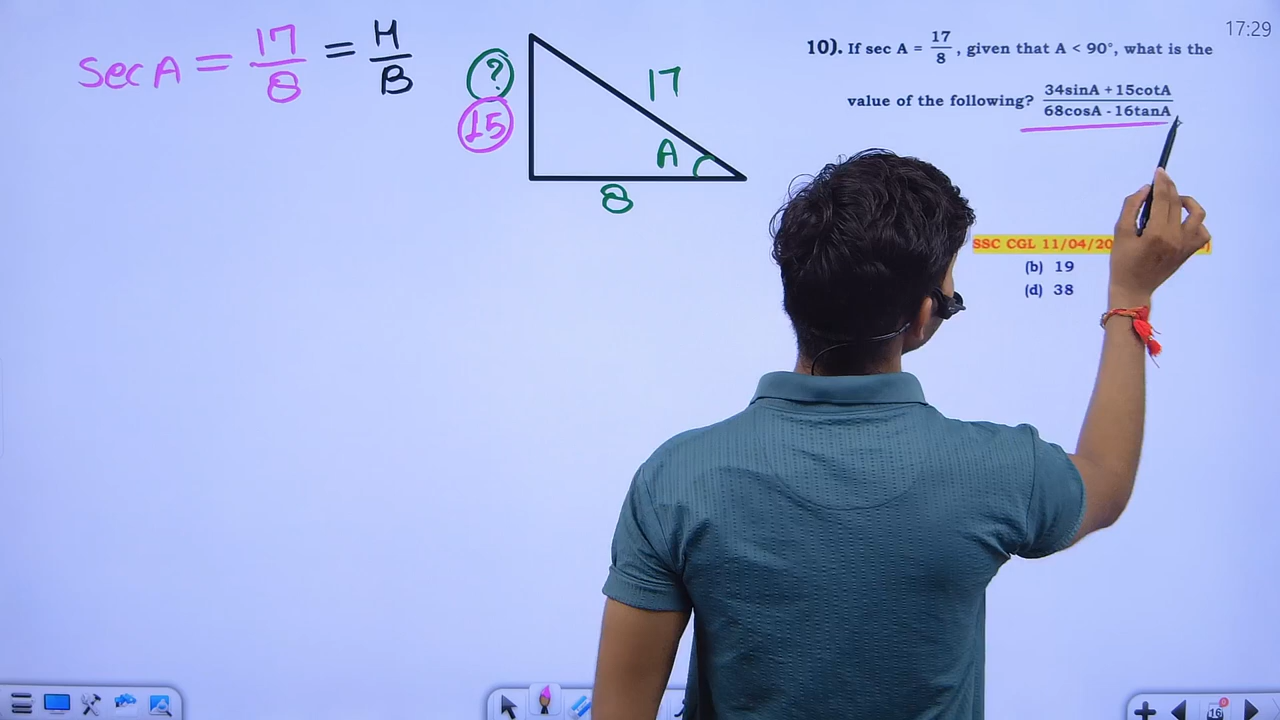 17:29
sec A = 17/8 = H/B
?
15
17
A
8
10). If sec A = 17/8, given that A < 90°, what is the
value of the following? 34sinA + 15cotA / 68cosA - 16tanA
SSC CGL 11/04/20
(b) 19
(d) 38
16